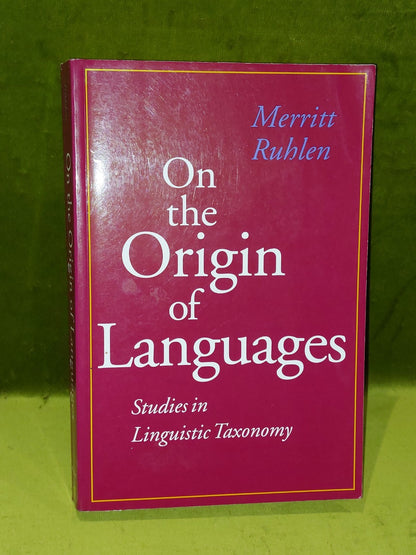 Merritt
Ruhlen
On
the
Origin
of
Languages
Studies in
Linguistic Taxonomy
On the Origin of Languages